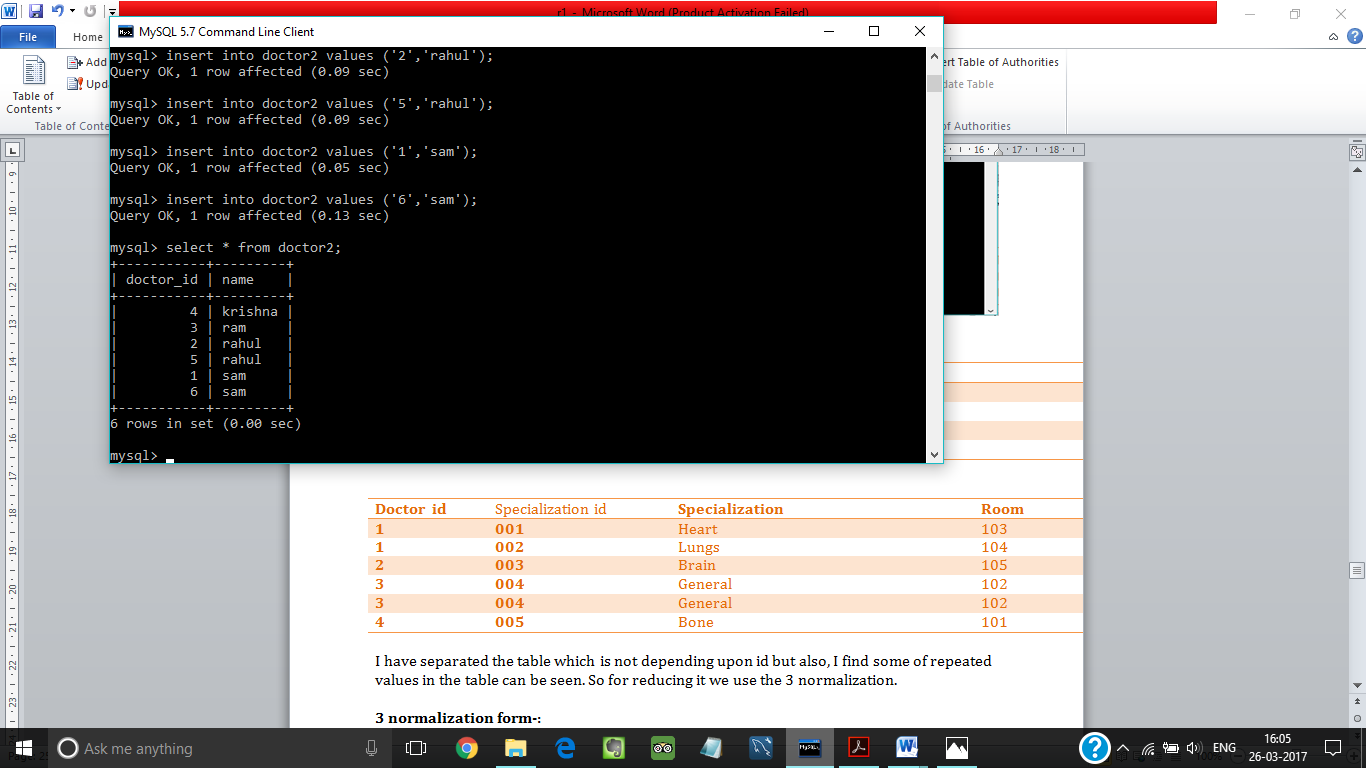 r1 - Microsoft Word (Product Activation Failed)
MySQL 5.7 Command Line Client
File
Home
Table of
Contents
Add
Upd
Table of Conte
ert Table of Authorities
date Table
of Authorities
mysql> insert into doctor2 values ('2','rahul');
Query OK, 1 row affected (0.09 sec)
mysql> insert into doctor2 values ('5','rahul');
Query OK, 1 row affected (0.09 sec)
mysql> insert into doctor2 values ('1','sam');
Query OK, 1 row affected (0.05 sec)
mysql> insert into doctor2 values ('6','sam');
Query OK, 1 row affected (0.13 sec)
mysql> select * from doctor2;
+-----------+---------+
| doctor_id | name    |
+-----------+---------+
|         4 | krishna |
|         3 | ram     |
|         2 | rahul   |
|         5 | rahul   |
|         1 | sam     |
|         6 | sam     |
+-----------+---------+
6 rows in set (0.00 sec)
mysql> _
Doctor id Specialization id Specialization Room
1 001 Heart 103
1 002 Lungs 104
2 003 Brain 105
3 004 General 102
3 004 General 102
4 005 Bone 101
I have separated the table which is not depending upon id but also, I find some of repeated
values in the table can be seen. So for reducing it we use the 3 normalization.
3 normalization form-:
Ask me anything
ENG
16:05
26-03-2017